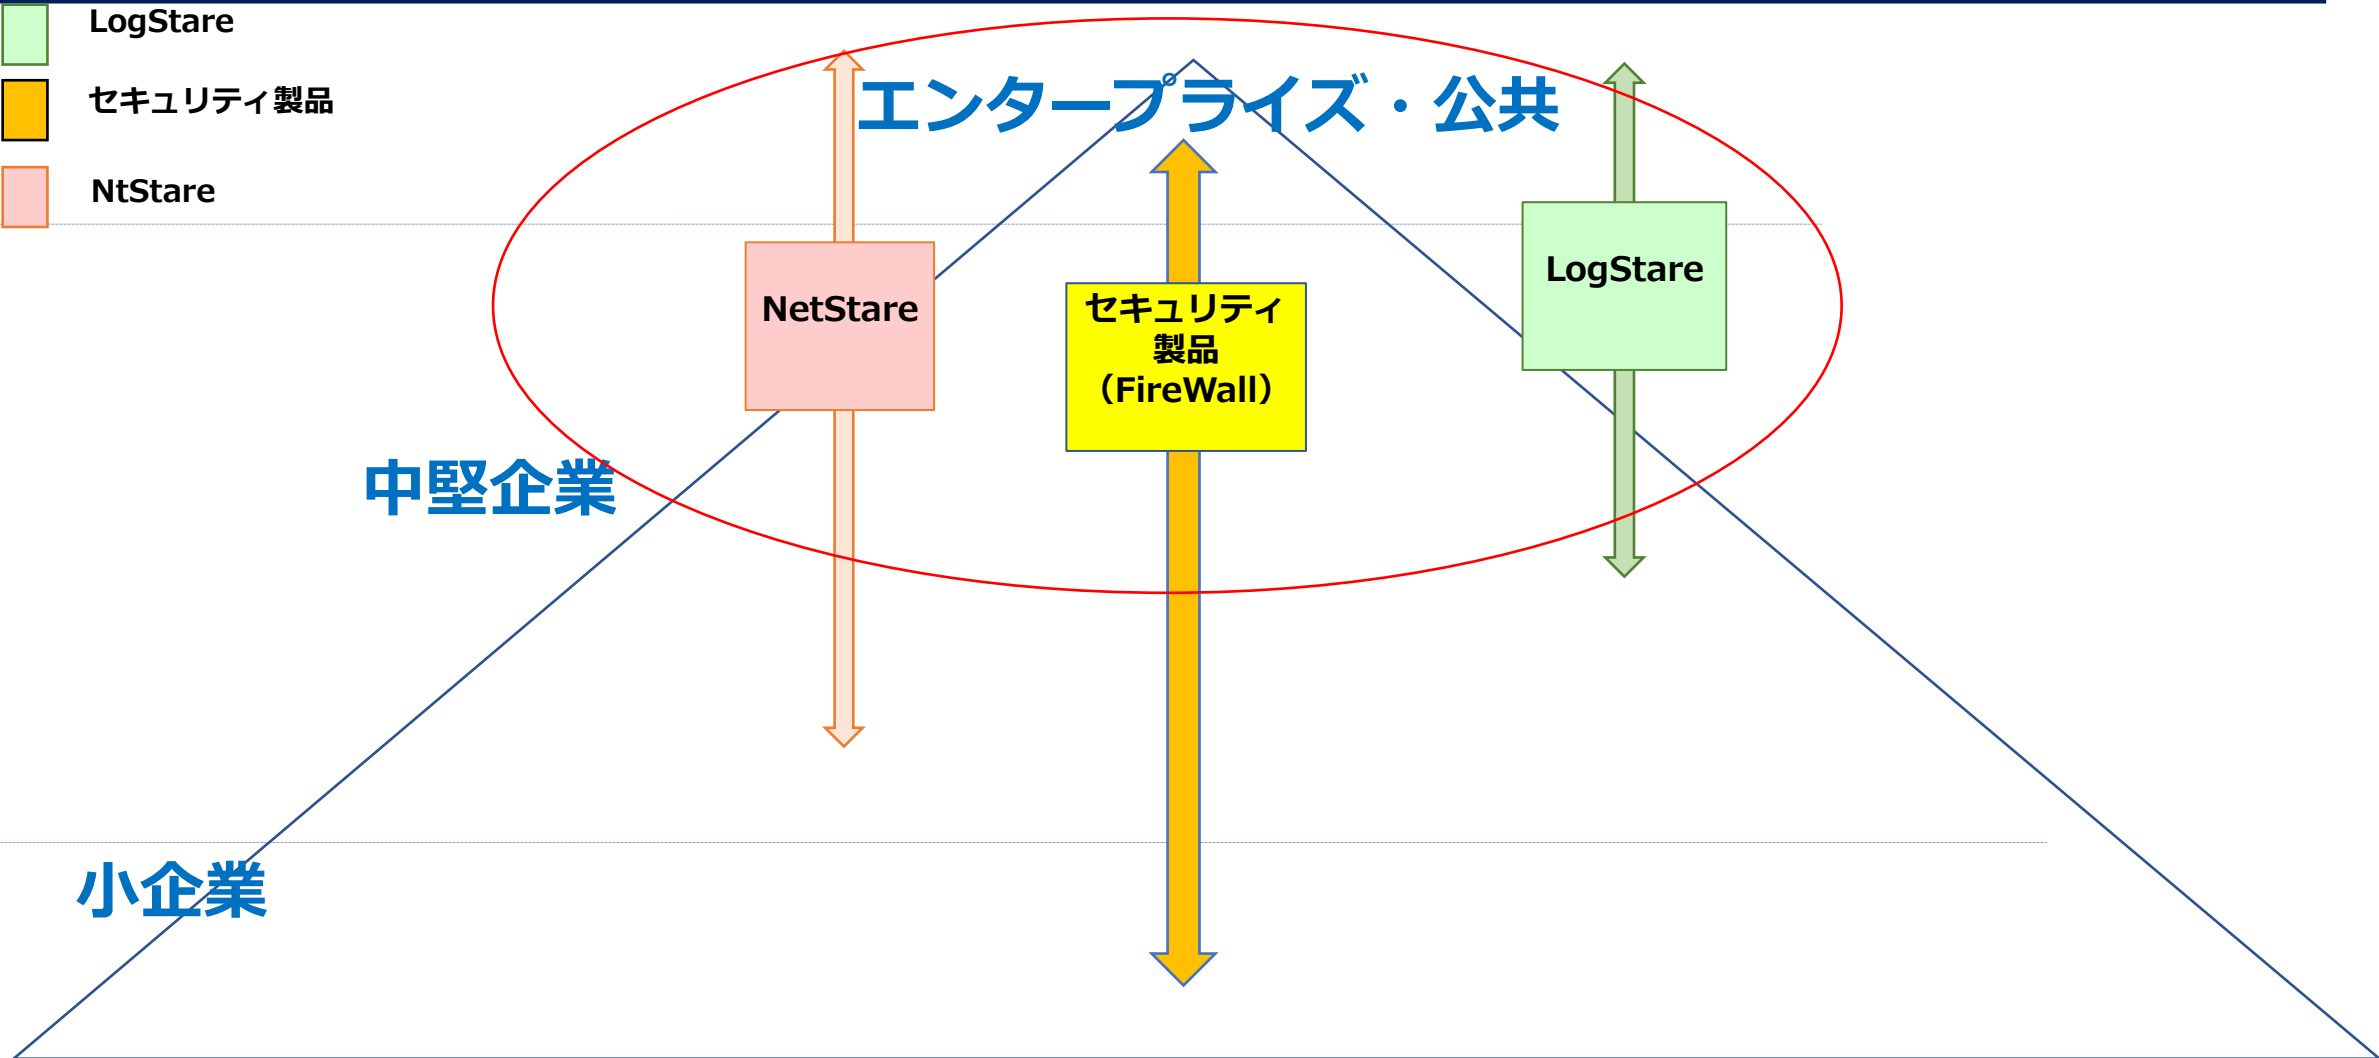 LogStare
セキュリティ製品
NtStare
エンタープライズ・公共
NetStare
セキュリティ
製品
（FireWall）
LogStare
中堅企業
小企業